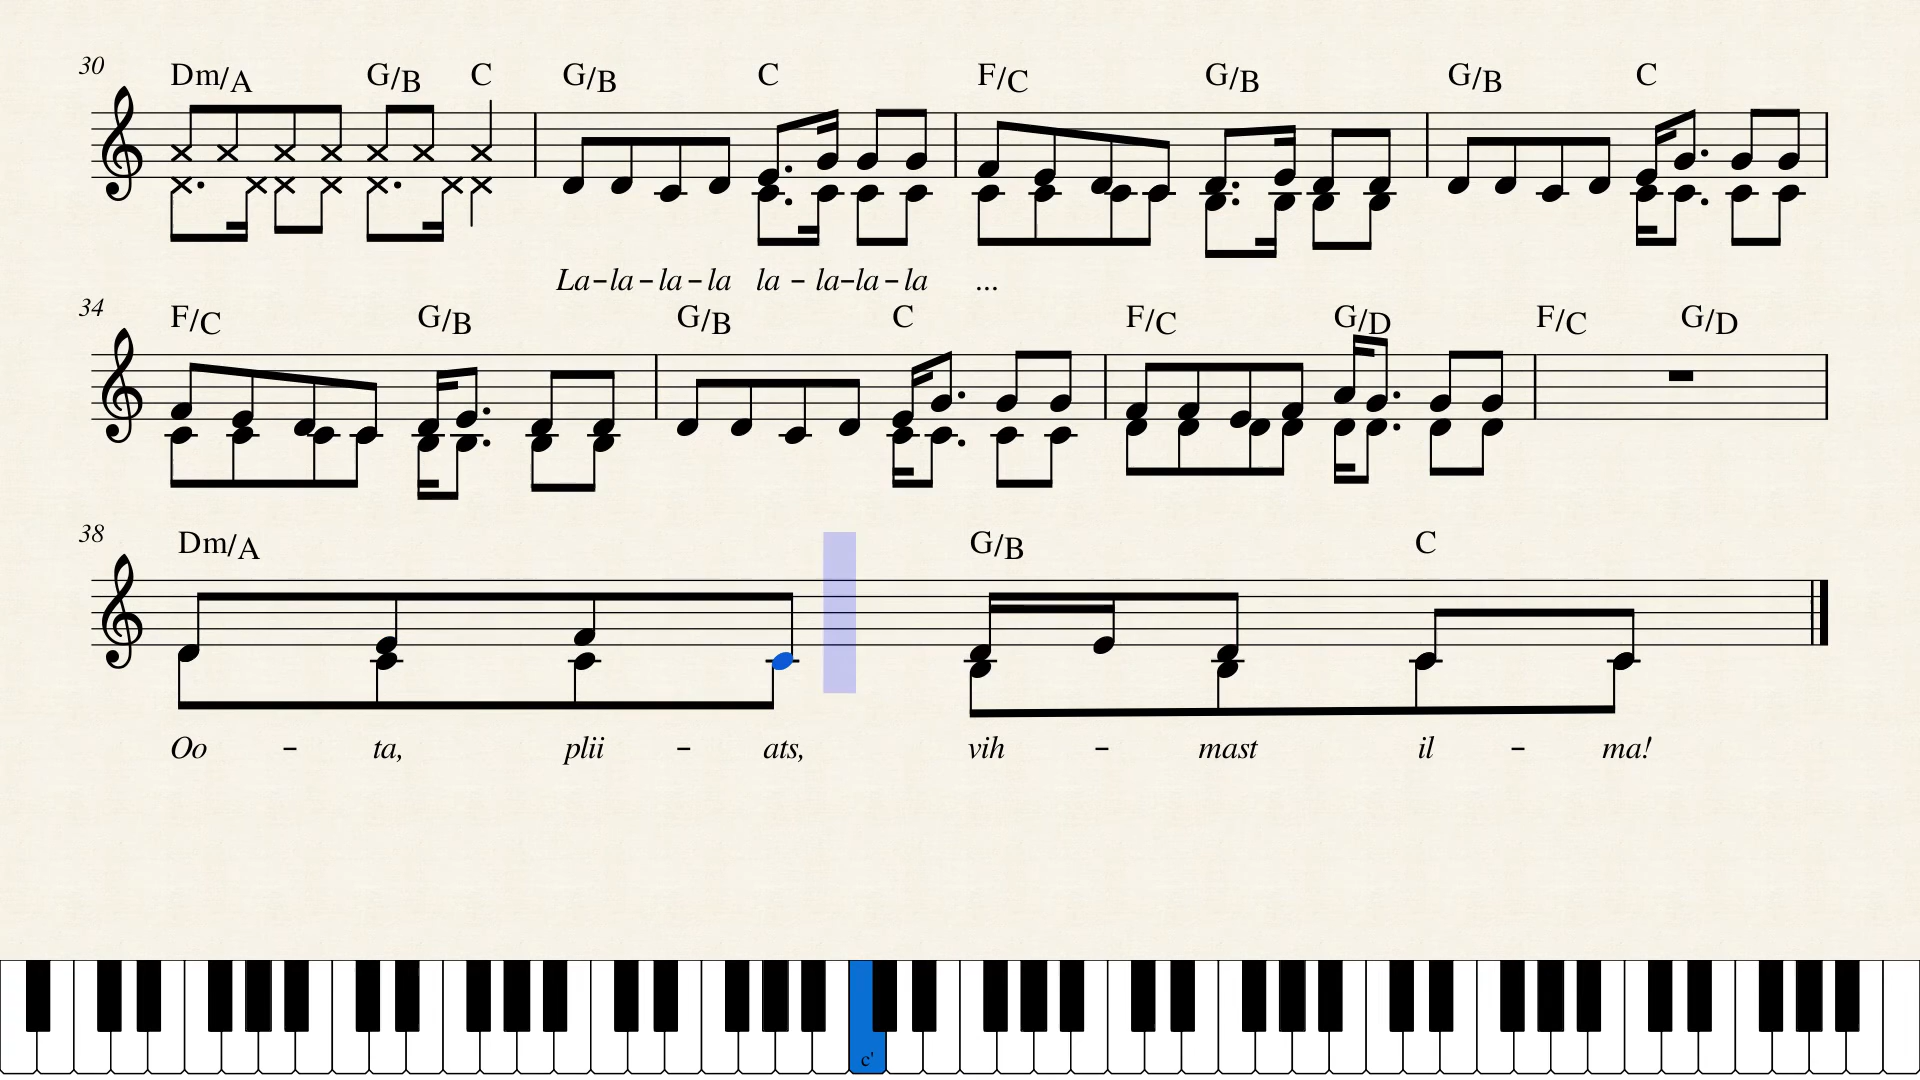 30 Dm/A G/B C G/B C F/C G/B G/B C
La-la-la-la la-la-la-la ...
34 F/C G/B G/B C F/C G/D F/C G/D
38 Dm/A G/B C
Oo - ta, plii - ats, vih - mast il - ma!
c'